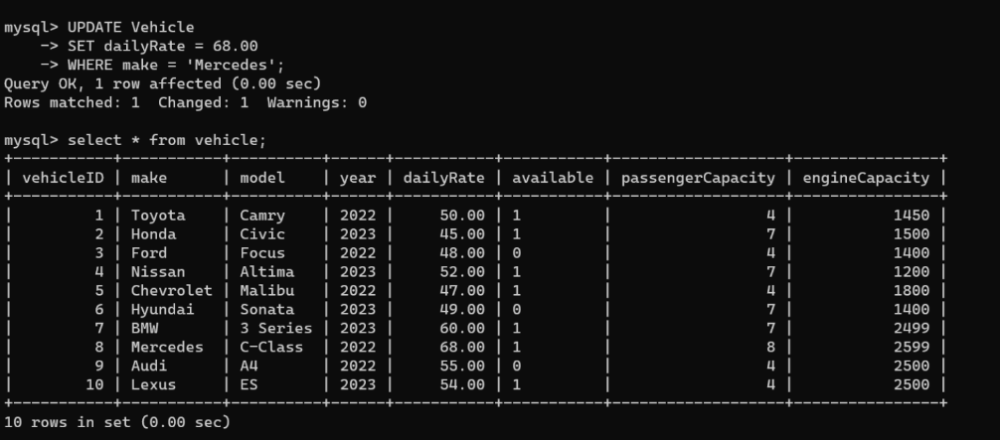 mysql> UPDATE Vehicle
    -> SET dailyRate = 68.00
    -> WHERE make = 'Mercedes';
Query OK, 1 row affected (0.00 sec)
Rows matched: 1  Changed: 1  Warnings: 0

mysql> select * from vehicle;
+-----------+-----------+----------+------+-----------+-----------+-------------------+----------------+
| vehicleID | make      | model    | year | dailyRate | available | passengerCapacity | engineCapacity |
+-----------+-----------+----------+------+-----------+-----------+-------------------+----------------+
|         1 | Toyota    | Camry    | 2022 |     50.00 | 1         |                 4 |           1450 |
|         2 | Honda     | Civic    | 2023 |     45.00 | 1         |                 7 |           1500 |
|         3 | Ford      | Focus    | 2022 |     48.00 | 0         |                 4 |           1400 |
|         4 | Nissan    | Altima   | 2023 |     52.00 | 1         |                 7 |           1200 |
|         5 | Chevrolet | Malibu   | 2022 |     47.00 | 1         |                 4 |           1800 |
|         6 | Hyundai   | Sonata   | 2023 |     49.00 | 0         |                 7 |           1400 |
|         7 | BMW       | 3 Series | 2023 |     60.00 | 1         |                 7 |           2499 |
|         8 | Mercedes  | C-Class  | 2022 |     68.00 | 1         |                 8 |           2599 |
|         9 | Audi      | A4       | 2022 |     55.00 | 0         |                 4 |           2500 |
|        10 | Lexus     | ES       | 2023 |     54.00 | 1         |                 4 |           2500 |
+-----------+-----------+----------+------+-----------+-----------+-------------------+----------------+
10 rows in set (0.00 sec)